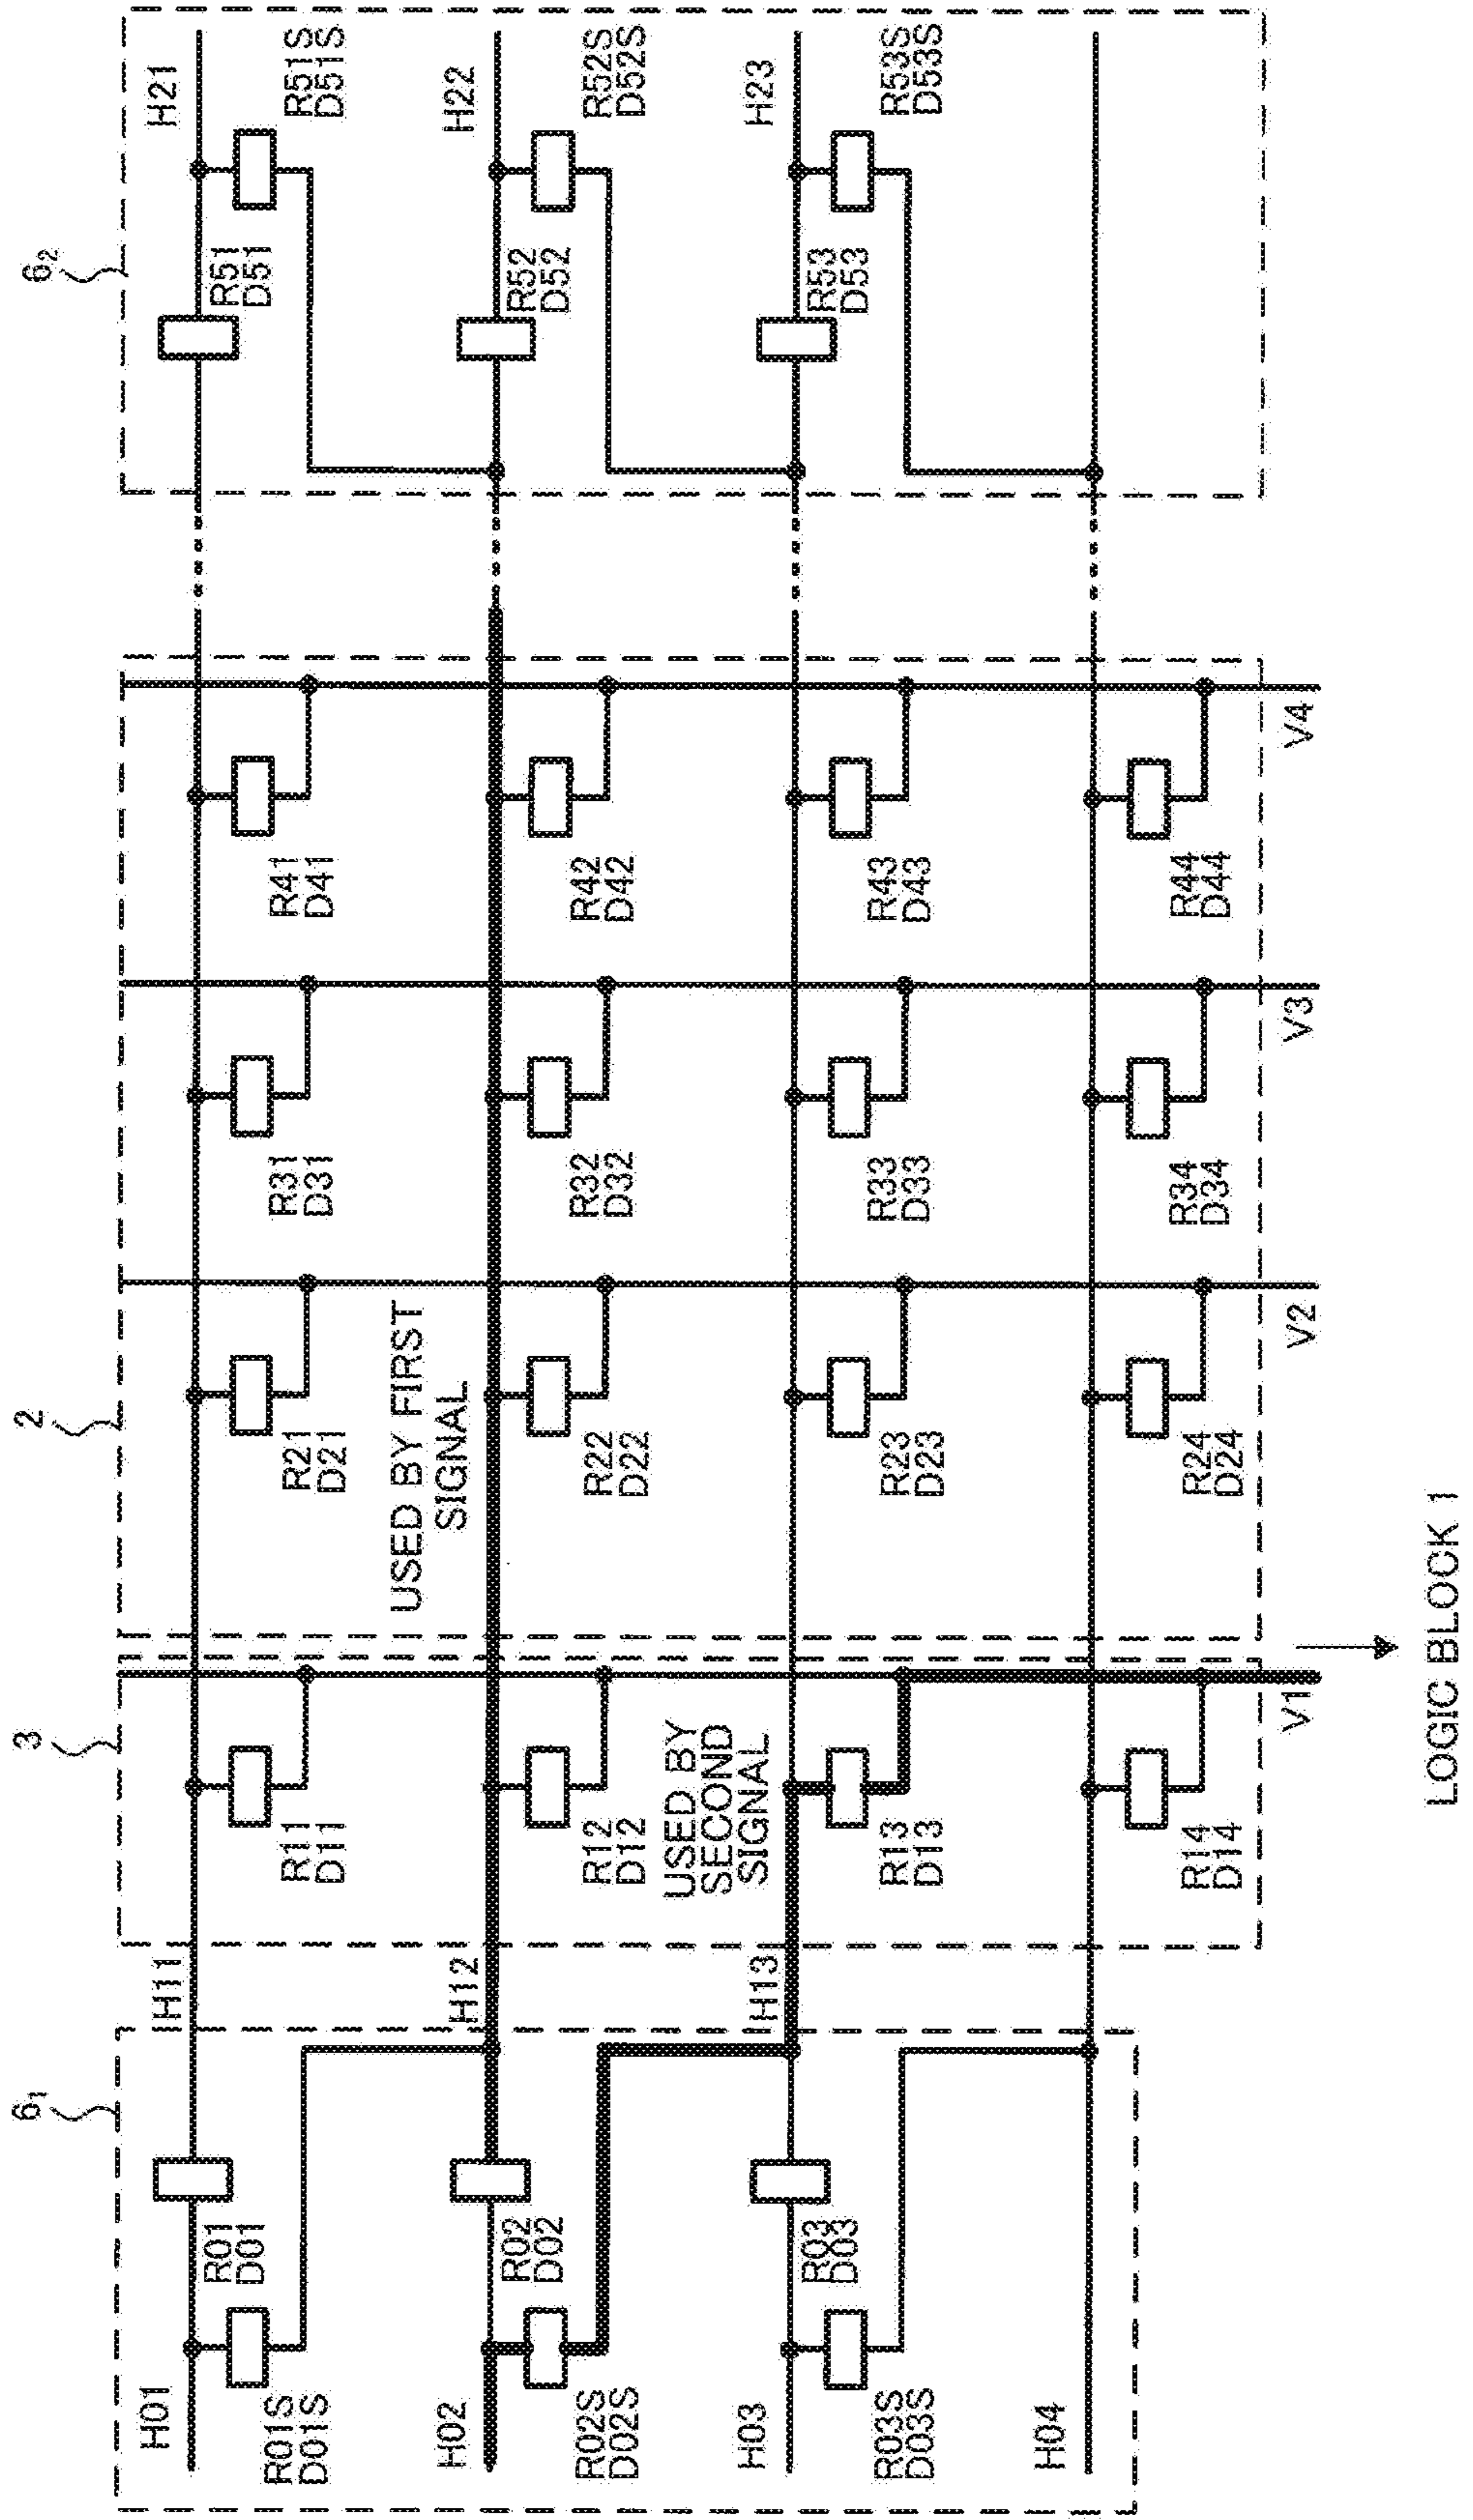 6₁
3
2
6₂
H01
R01S
D01S
R01
D01
H11
R11
D11
R21
D21
R31
D31
R41
D41
R51
D51
H21
R51S
D51S
USED BY FIRST
SIGNAL
H02
R02S
D02S
R02
D02
H12
R12
D12
R22
D22
R32
D32
R42
D42
R52
D52
H22
R52S
D52S
USED BY
SECOND
SIGNAL
H03
R03S
D03S
R03
D03
H13
R13
D13
R23
D23
R33
D33
R43
D43
R53
D53
H23
R53S
D53S
H04
R14
D14
R24
D24
R34
D34
R44
D44
V1
V2
V3
V4
LOGIC BLOCK 1